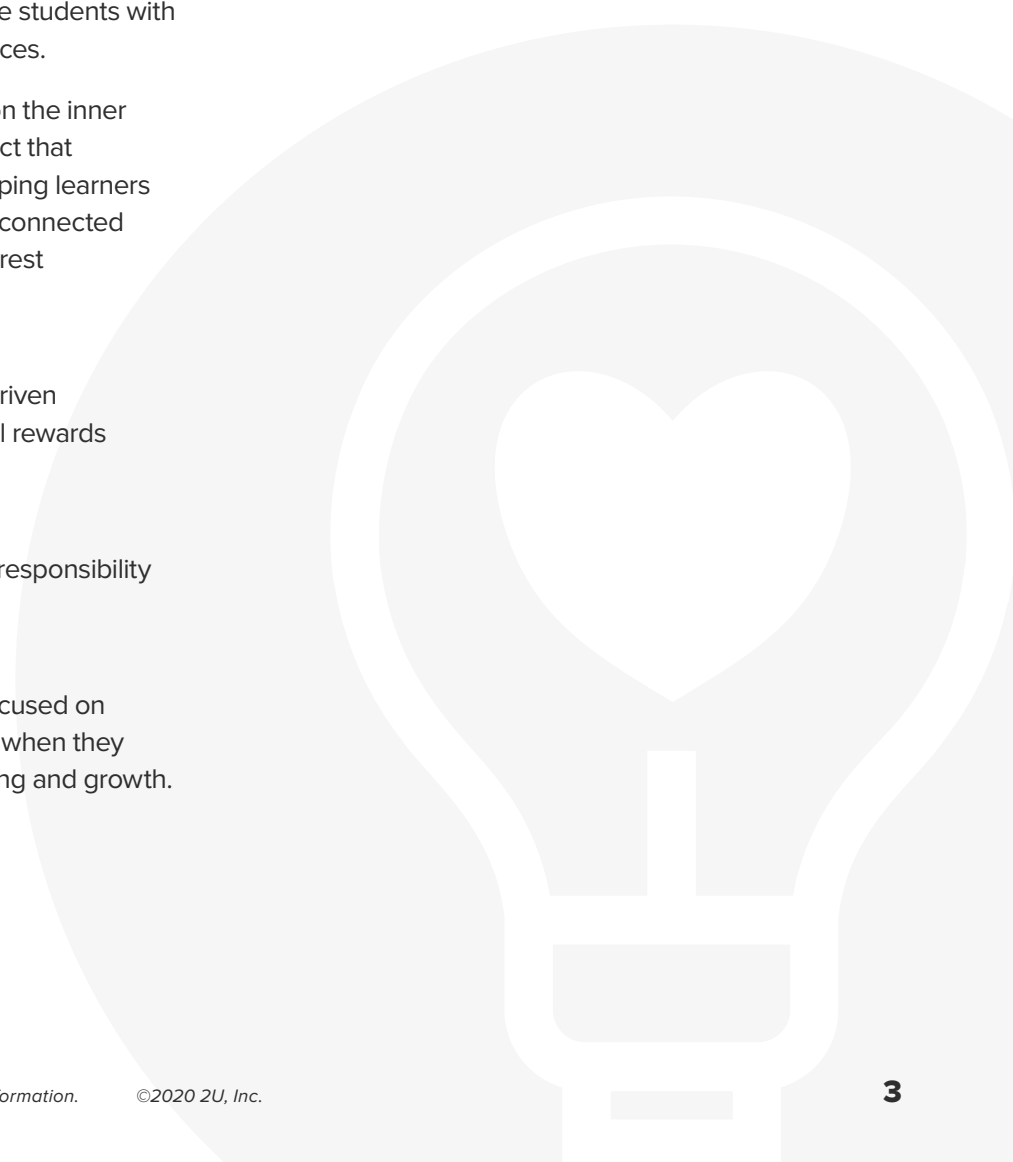 e students with
ces.
n the inner
ct that
ping learners
connected
rest
riven
l rewards
responsibility
cused on
when they
ng and growth.
ormation. ©2020 2U, Inc.
3